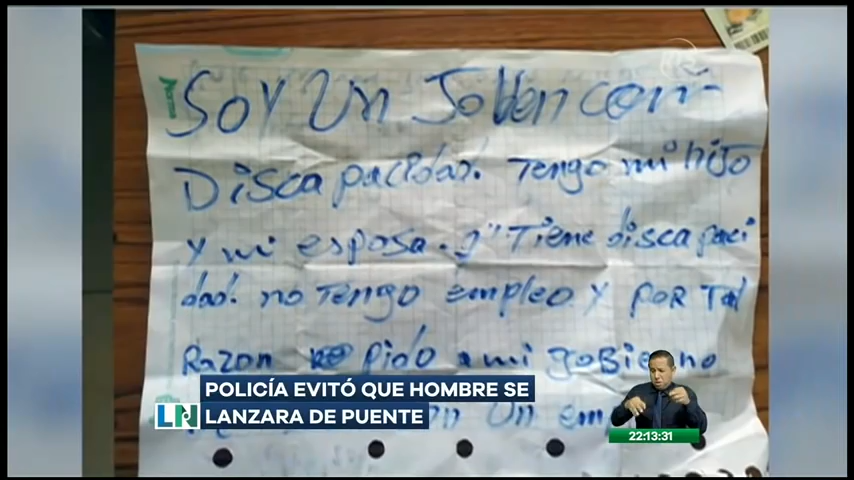 Soy Un Joven con
Discapacidad. Tengo mi hijo
Y mi esposa. Tiene discapaci
dad. no Tengo empleo Y por Tal
Razon pido a mi gobierno
Un em
POLICÍA EVITÓ QUE HOMBRE SE
LANZARA DE PUENTE
LN
22:13:31